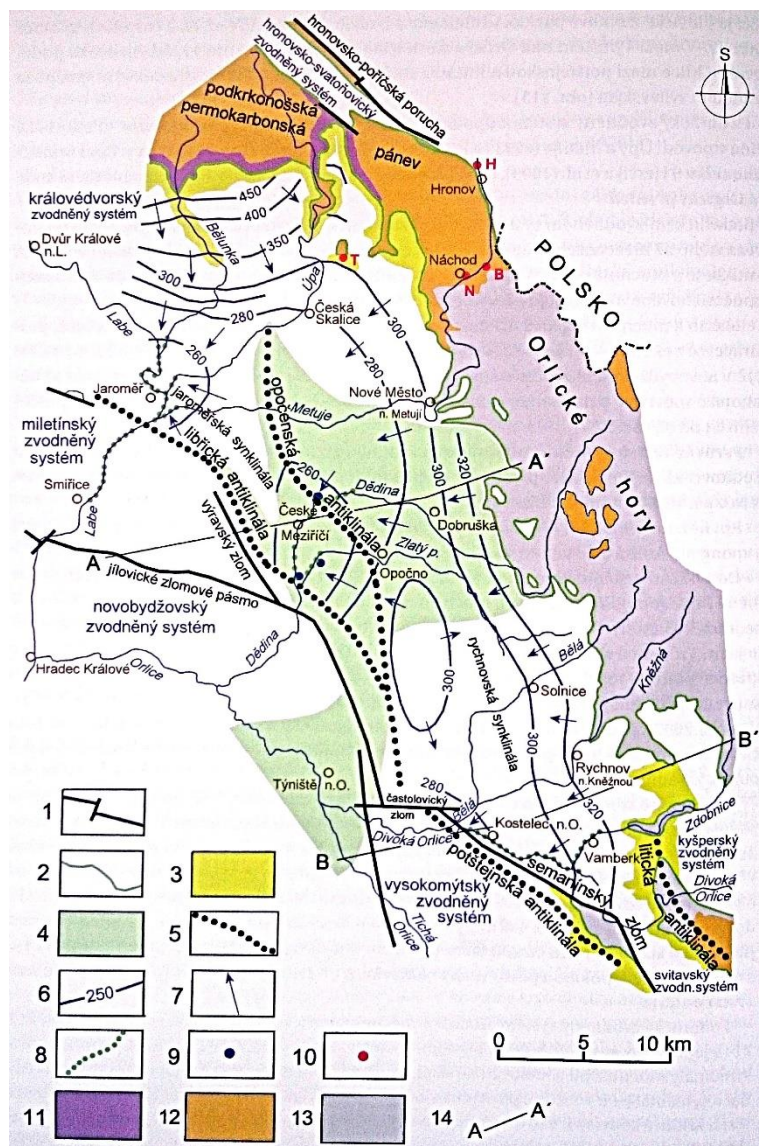 hronovsko-poříčská porucha
hronovsko-svatoňovický
zvodněný systém
S
podkrkonošská
permokarbonská
pánev
H
Hronov
královédvorský
zvodněný systém
450
400
350
Dvůr Králové
n.L.
Bělunka
T
Náchod
B
N
POLSKO
300
280
Úpa
Česká
Skalice
300
280
Labe
260
Orlické
hory
Jaroměř
Nové Město
n. Metují
Metuje
jaroměřská synklinála
opočenská
antiklinála
miletínský
zvodněný
systém
libřická antiklinála
300
320
A´
260
Dědina
Smiřice
Labe
České
Meziříčí
Dobruška
výravský zlom
Zlatý p.
A
Opočno
jílovické zlomové pásmo
novobydžovský
zvodněný systém
Dědina
300
rychnovská synklinála
Bělá
Kněžná
Hradec Králové
Orlice
Solnice
300
B´
Rychnov
n.Kněžnou
Týniště n.O.
280
320
častolovický
zlom
Bělá
Kostelec n.O.
Zdobnice
Divoká Orlice
Vamberk
kyšperský
zvodněný
systém
B
litická
antiklinála
semanínský
zlom
potštejnská antiklinála
Divoká
Orlice
vysokomýtský
zvodněný
systém
Tichá
Orlice
svitavský
zvodn.systém
1
2
3
4
5
6
250
7
0 5 10 km
8
9
10
11
12
13
14
A
A´